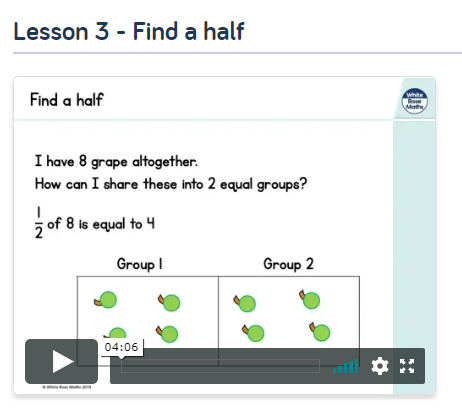 Lesson 3 - Find a half
Find a half
White
Rose
Maths
I have 8 grape altogether.
How can I share these into 2 equal groups?
1/2 of 8 is equal to 4
Group 1 Group 2
04:06
© White Rose Maths 2019